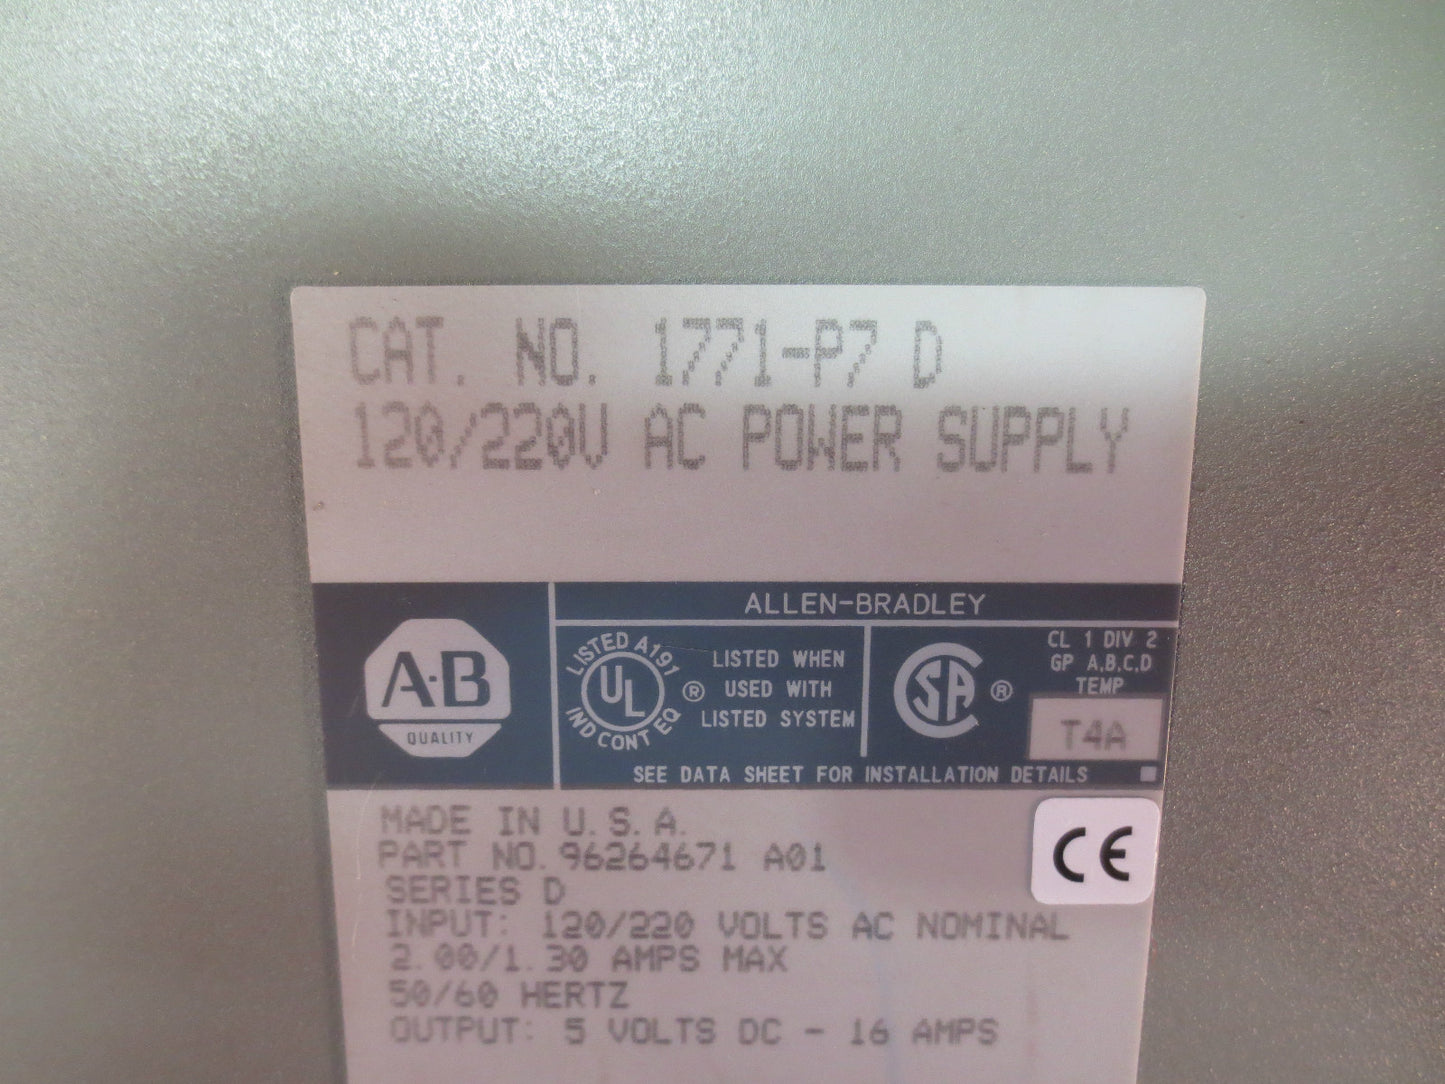 CAT. NO. 1771-P7 D
120/220V AC POWER SUPPLY
ALLEN-BRADLEY
A·B
QUALITY
LISTED A191
UL
IND CONT EQ
®
LISTED WHEN
USED WITH
LISTED SYSTEM
SA
®
CL 1 DIV 2
GP A,B,C,D
TEMP
T4A
SEE DATA SHEET FOR INSTALLATION DETAILS
MADE IN U.S.A.
PART NO. 96264671 A01
SERIES D
INPUT: 120/220 VOLTS AC NOMINAL
2.00/1.30 AMPS MAX
50/60 HERTZ
OUTPUT: 5 VOLTS DC - 16 AMPS
CE